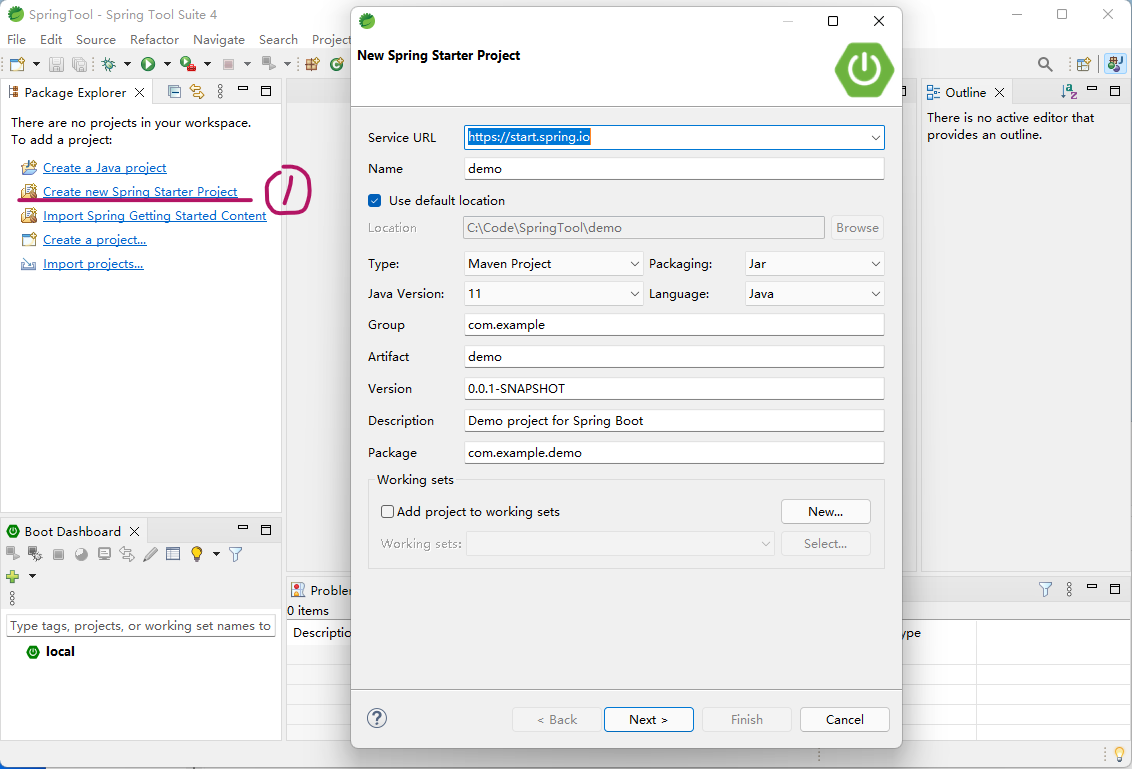 SpringTool - Spring Tool Suite 4
File Edit Source Refactor Navigate Search Project
Package Explorer
There are no projects in your workspace.
To add a project:
Create a Java project
Create new Spring Starter Project
1
Import Spring Getting Started Content
Create a project...
Import projects...
Boot Dashboard
Type tags, projects, or working set names to
local
New Spring Starter Project
Service URL https://start.spring.io
Name demo
Use default location
Location C:\Code\SpringTool\demo Browse
Type: Maven Project Packaging: Jar
Java Version: 11 Language: Java
Group com.example
Artifact demo
Version 0.0.1-SNAPSHOT
Description Demo project for Spring Boot
Package com.example.demo
Working sets
Add project to working sets New...
Working sets: Select...
? < Back Next > Finish Cancel
Outline
There is no active editor that
provides an outline.
Problem
0 items
Descriptio ype